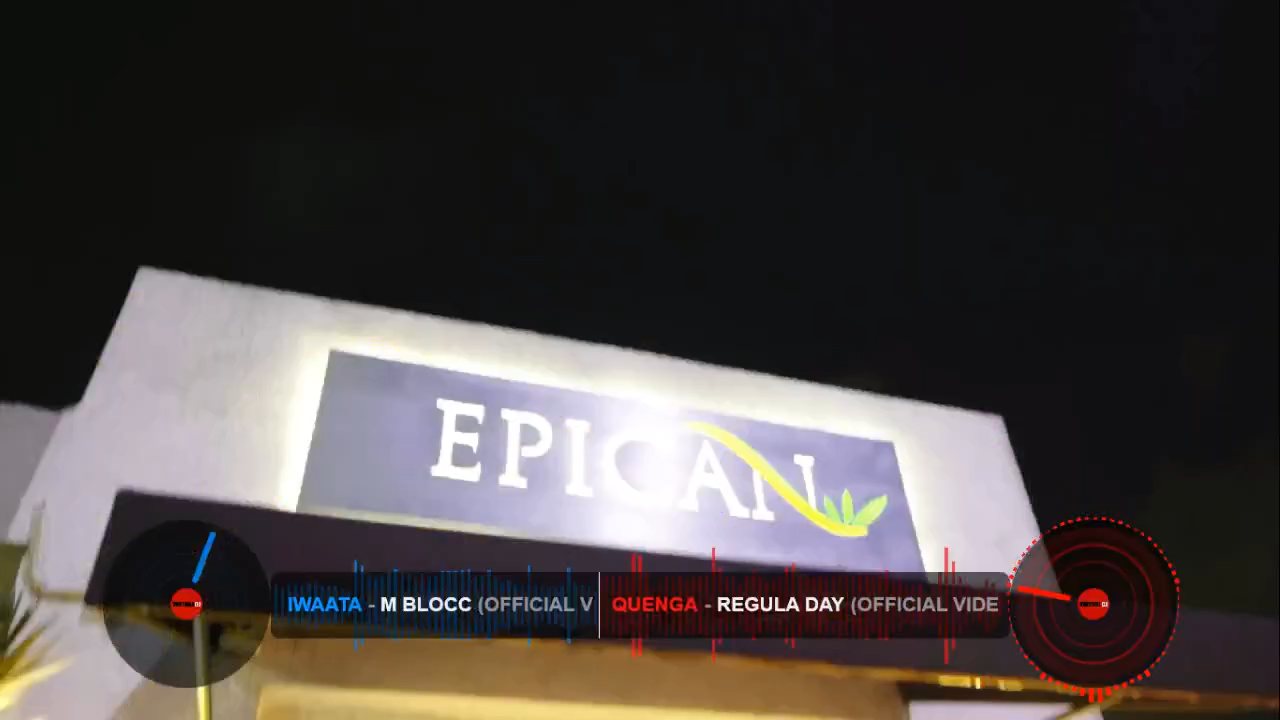 EPICAN
IWAATA - M BLOCC (OFFICIAL V
QUENGA - REGULA DAY (OFFICIAL VIDE